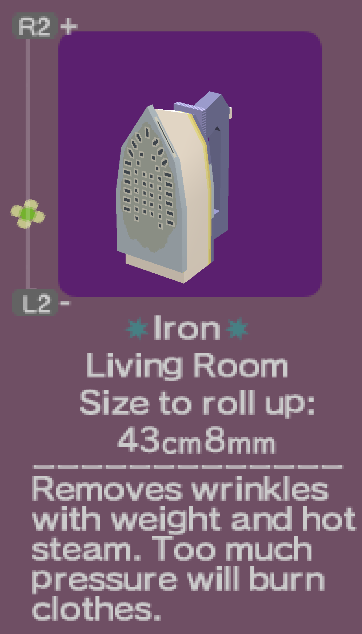 R2 +
L2 -
Iron
Living Room
Size to roll up:
43cm8mm
Removes wrinkles
with weight and hot
steam. Too much
pressure will burn
clothes.